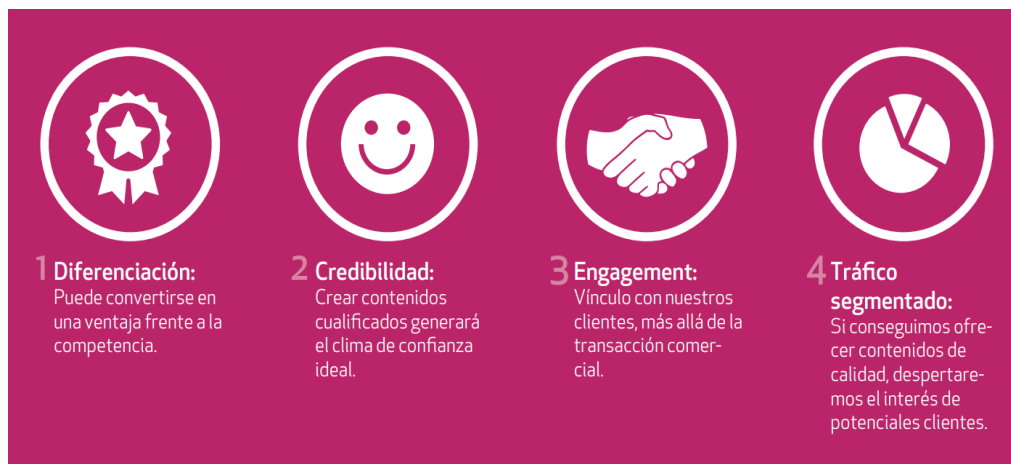 1 Diferenciación:
Puede convertirse en
una ventaja frente a la
competencia.
2 Credibilidad:
Crear contenidos
cualificados generará
el clima de confianza
ideal.
3 Engagement:
Vínculo con nuestros
clientes, más allá de la
transacción comer-
cial.
4 Tráfico
segmentado:
Si conseguimos ofre-
cer contenidos de
calidad, despertare-
mos el interés de
potenciales clientes.